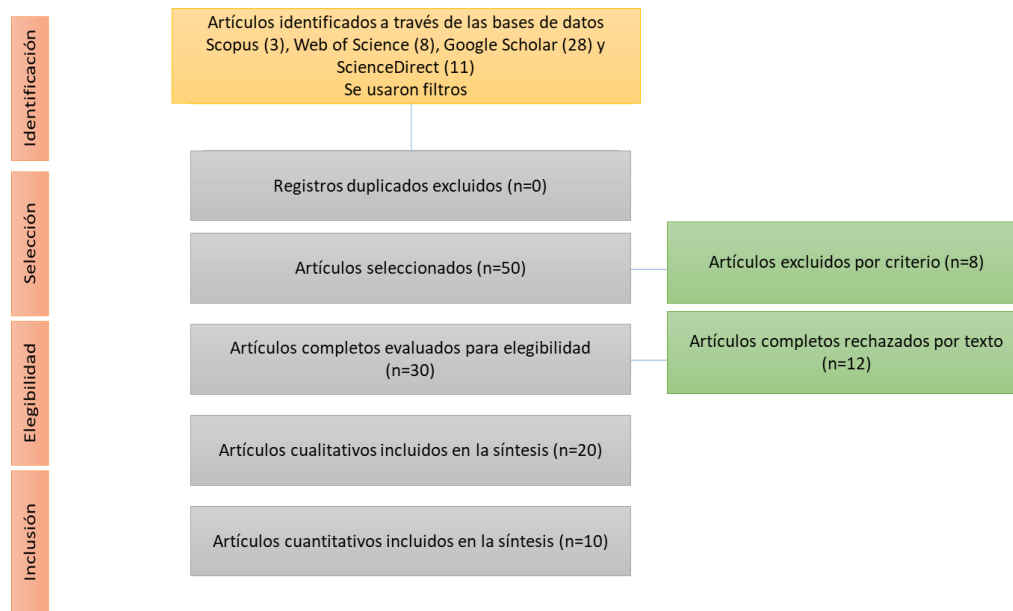 Identificación
Artículos identificados a través de las bases de datos
Scopus (3), Web of Science (8), Google Scholar (28) y
ScienceDirect (11)
Se usaron filtros
Registros duplicados excluidos (n=0)
Selección
Artículos seleccionados (n=50)
Artículos excluidos por criterio (n=8)
Elegibilidad
Artículos completos evaluados para elegibilidad
(n=30)
Artículos completos rechazados por texto
(n=12)
Artículos cualitativos incluidos en la síntesis (n=20)
Inclusión
Artículos cuantitativos incluidos en la síntesis (n=10)